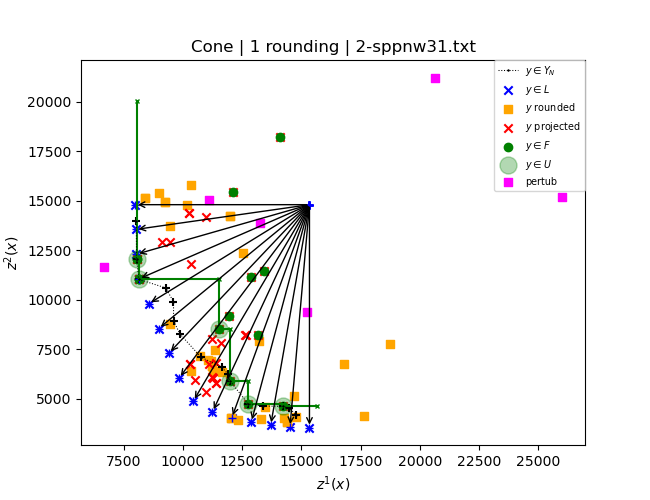 Cone | 1 rounding | 2-sppnw31.txt
y ∈ Y_N
y ∈ L
y rounded
y projected
y ∈ F
y ∈ U
pertub
20000
17500
15000
12500
10000
7500
5000
z²(x)
7500 10000 12500 15000 17500 20000 22500 25000
z¹(x)